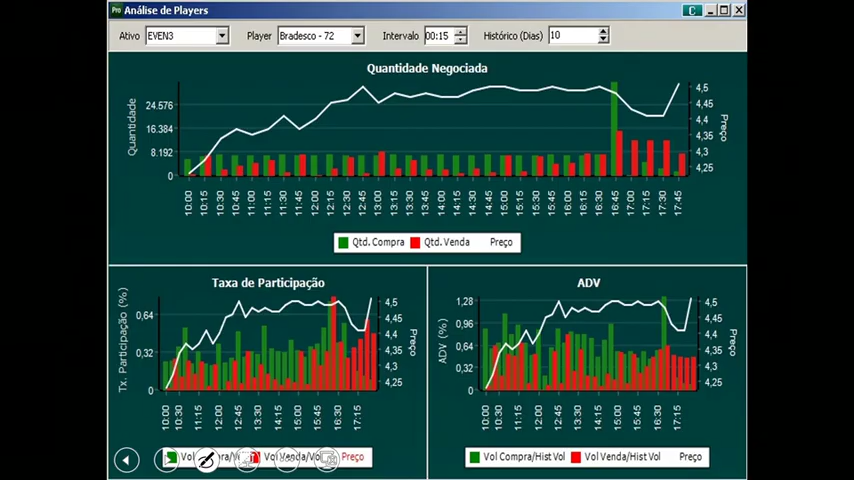 Pro Análise de Players
Ativo EVEN3 Player Bradesco - 72 Intervalo 00:15 Histórico (Dias) 10
Quantidade Negociada
Quantidade
24.576
16.384
8.192
0
4,5
4,45
4,4
4,35
4,3
4,25
Preço
10:00 10:15 10:30 10:45 11:00 11:15 11:30 11:45 12:00 12:15 12:30 12:45 13:00 13:15 13:30 13:45 14:00 14:15 14:30 14:45 15:00 15:15 15:30 15:45 16:00 16:15 16:30 16:45 17:00 17:15 17:30 17:45
Qtd. Compra Qtd. Venda Preço
Taxa de Participação
Tx. Participação (%)
0,64
0,32
0
4,5
4,45
4,4
4,35
4,3
4,25
Preço
10:00 10:30 11:15 12:00 12:45 13:30 14:15 15:00 15:45 16:30 17:15
Preço
ADV
ADV (%)
1,28
0,96
0,64
0,32
0
4,5
4,45
4,4
4,35
4,3
4,25
Preço
10:00 10:30 11:15 12:00 12:45 13:30 14:15 15:00 15:45 16:30 17:15
Vol Compra/Hist Vol Vol Venda/Hist Vol Preço